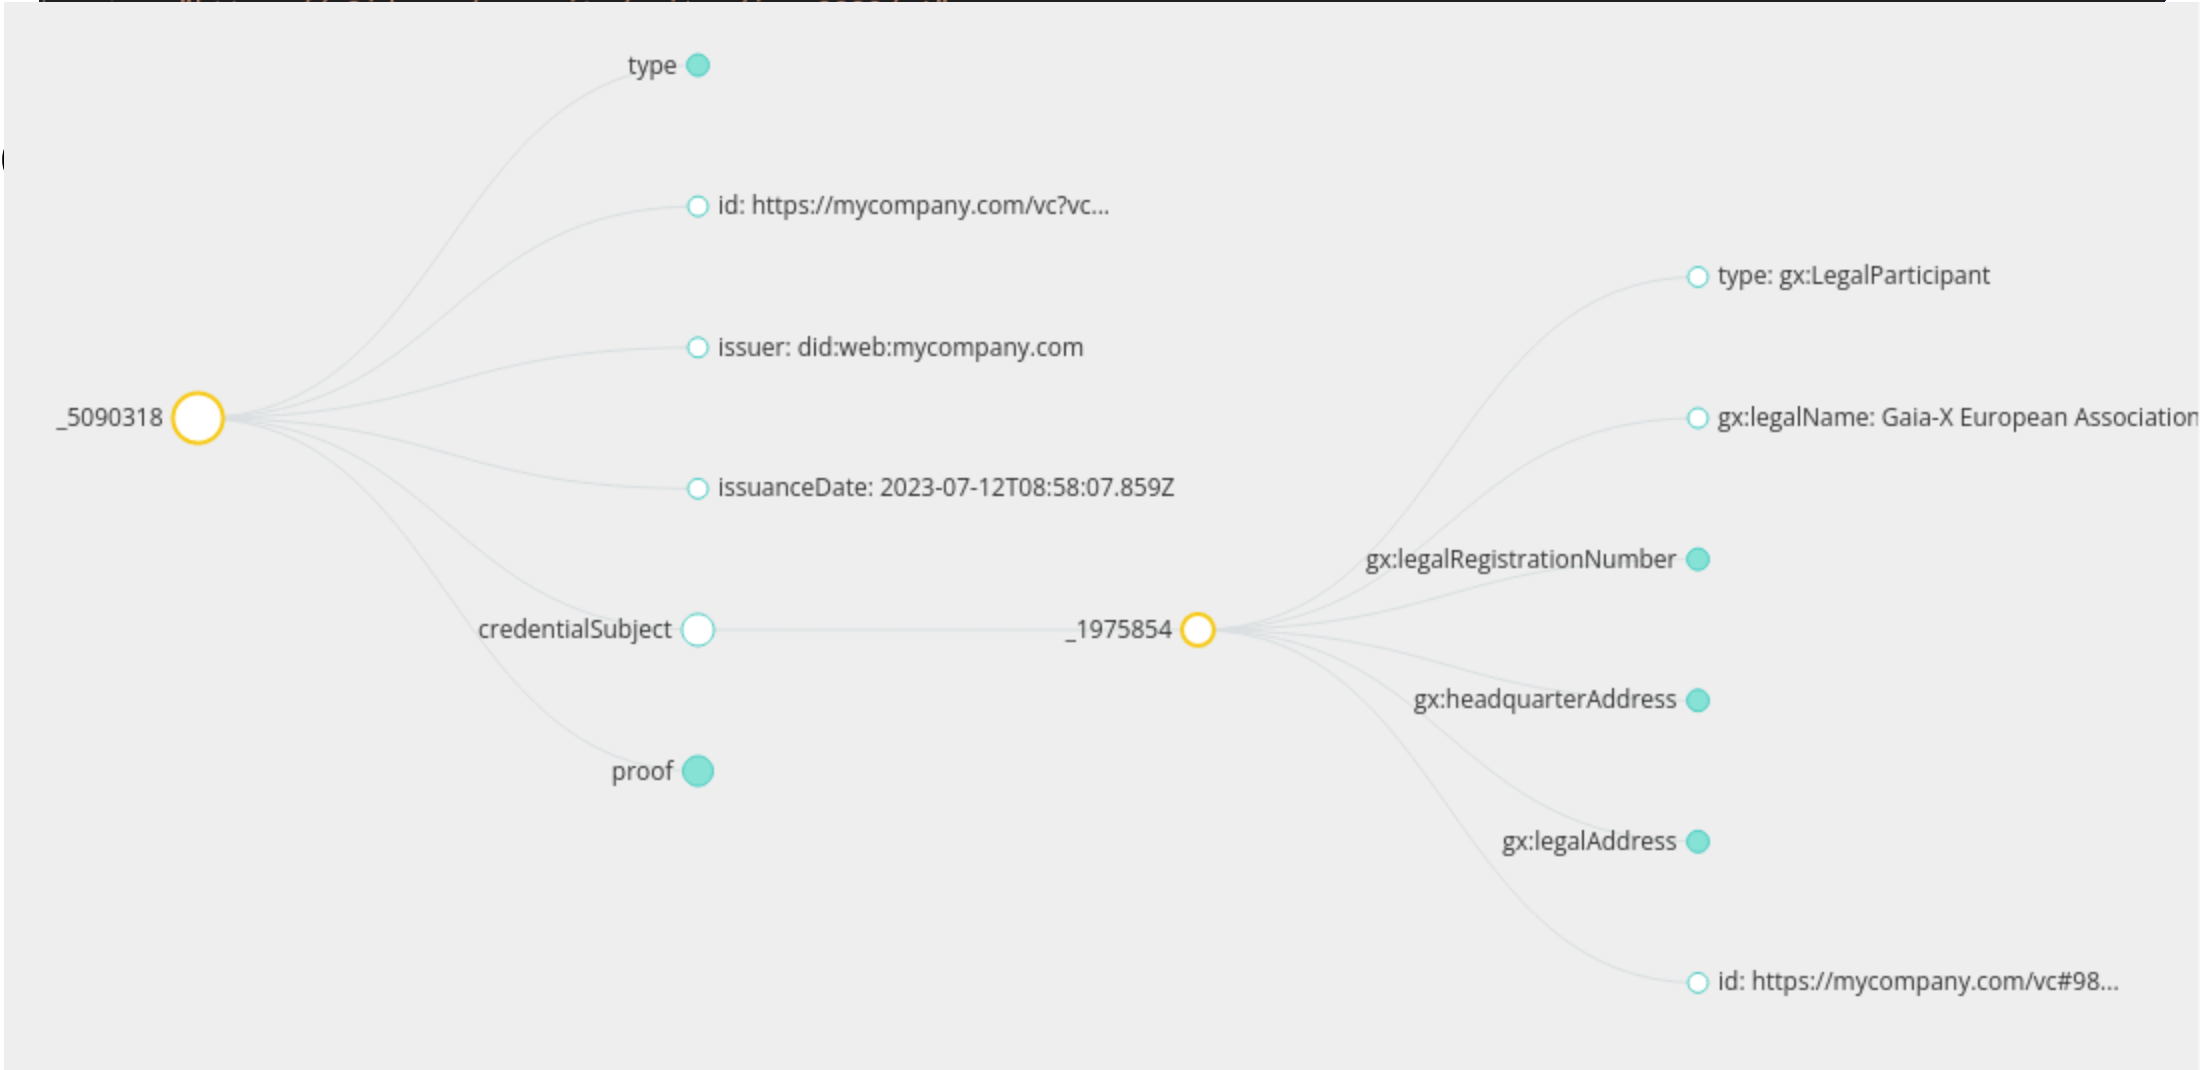 type
id: https://mycompany.com/vc?vc...
issuer: did:web:mycompany.com
_5090318
issuanceDate: 2023-07-12T08:58:07.859Z
credentialSubject
proof
_1975854
type: gx:LegalParticipant
gx:legalName: Gaia-X European Association
gx:legalRegistrationNumber
gx:headquarterAddress
gx:legalAddress
id: https://mycompany.com/vc#98...